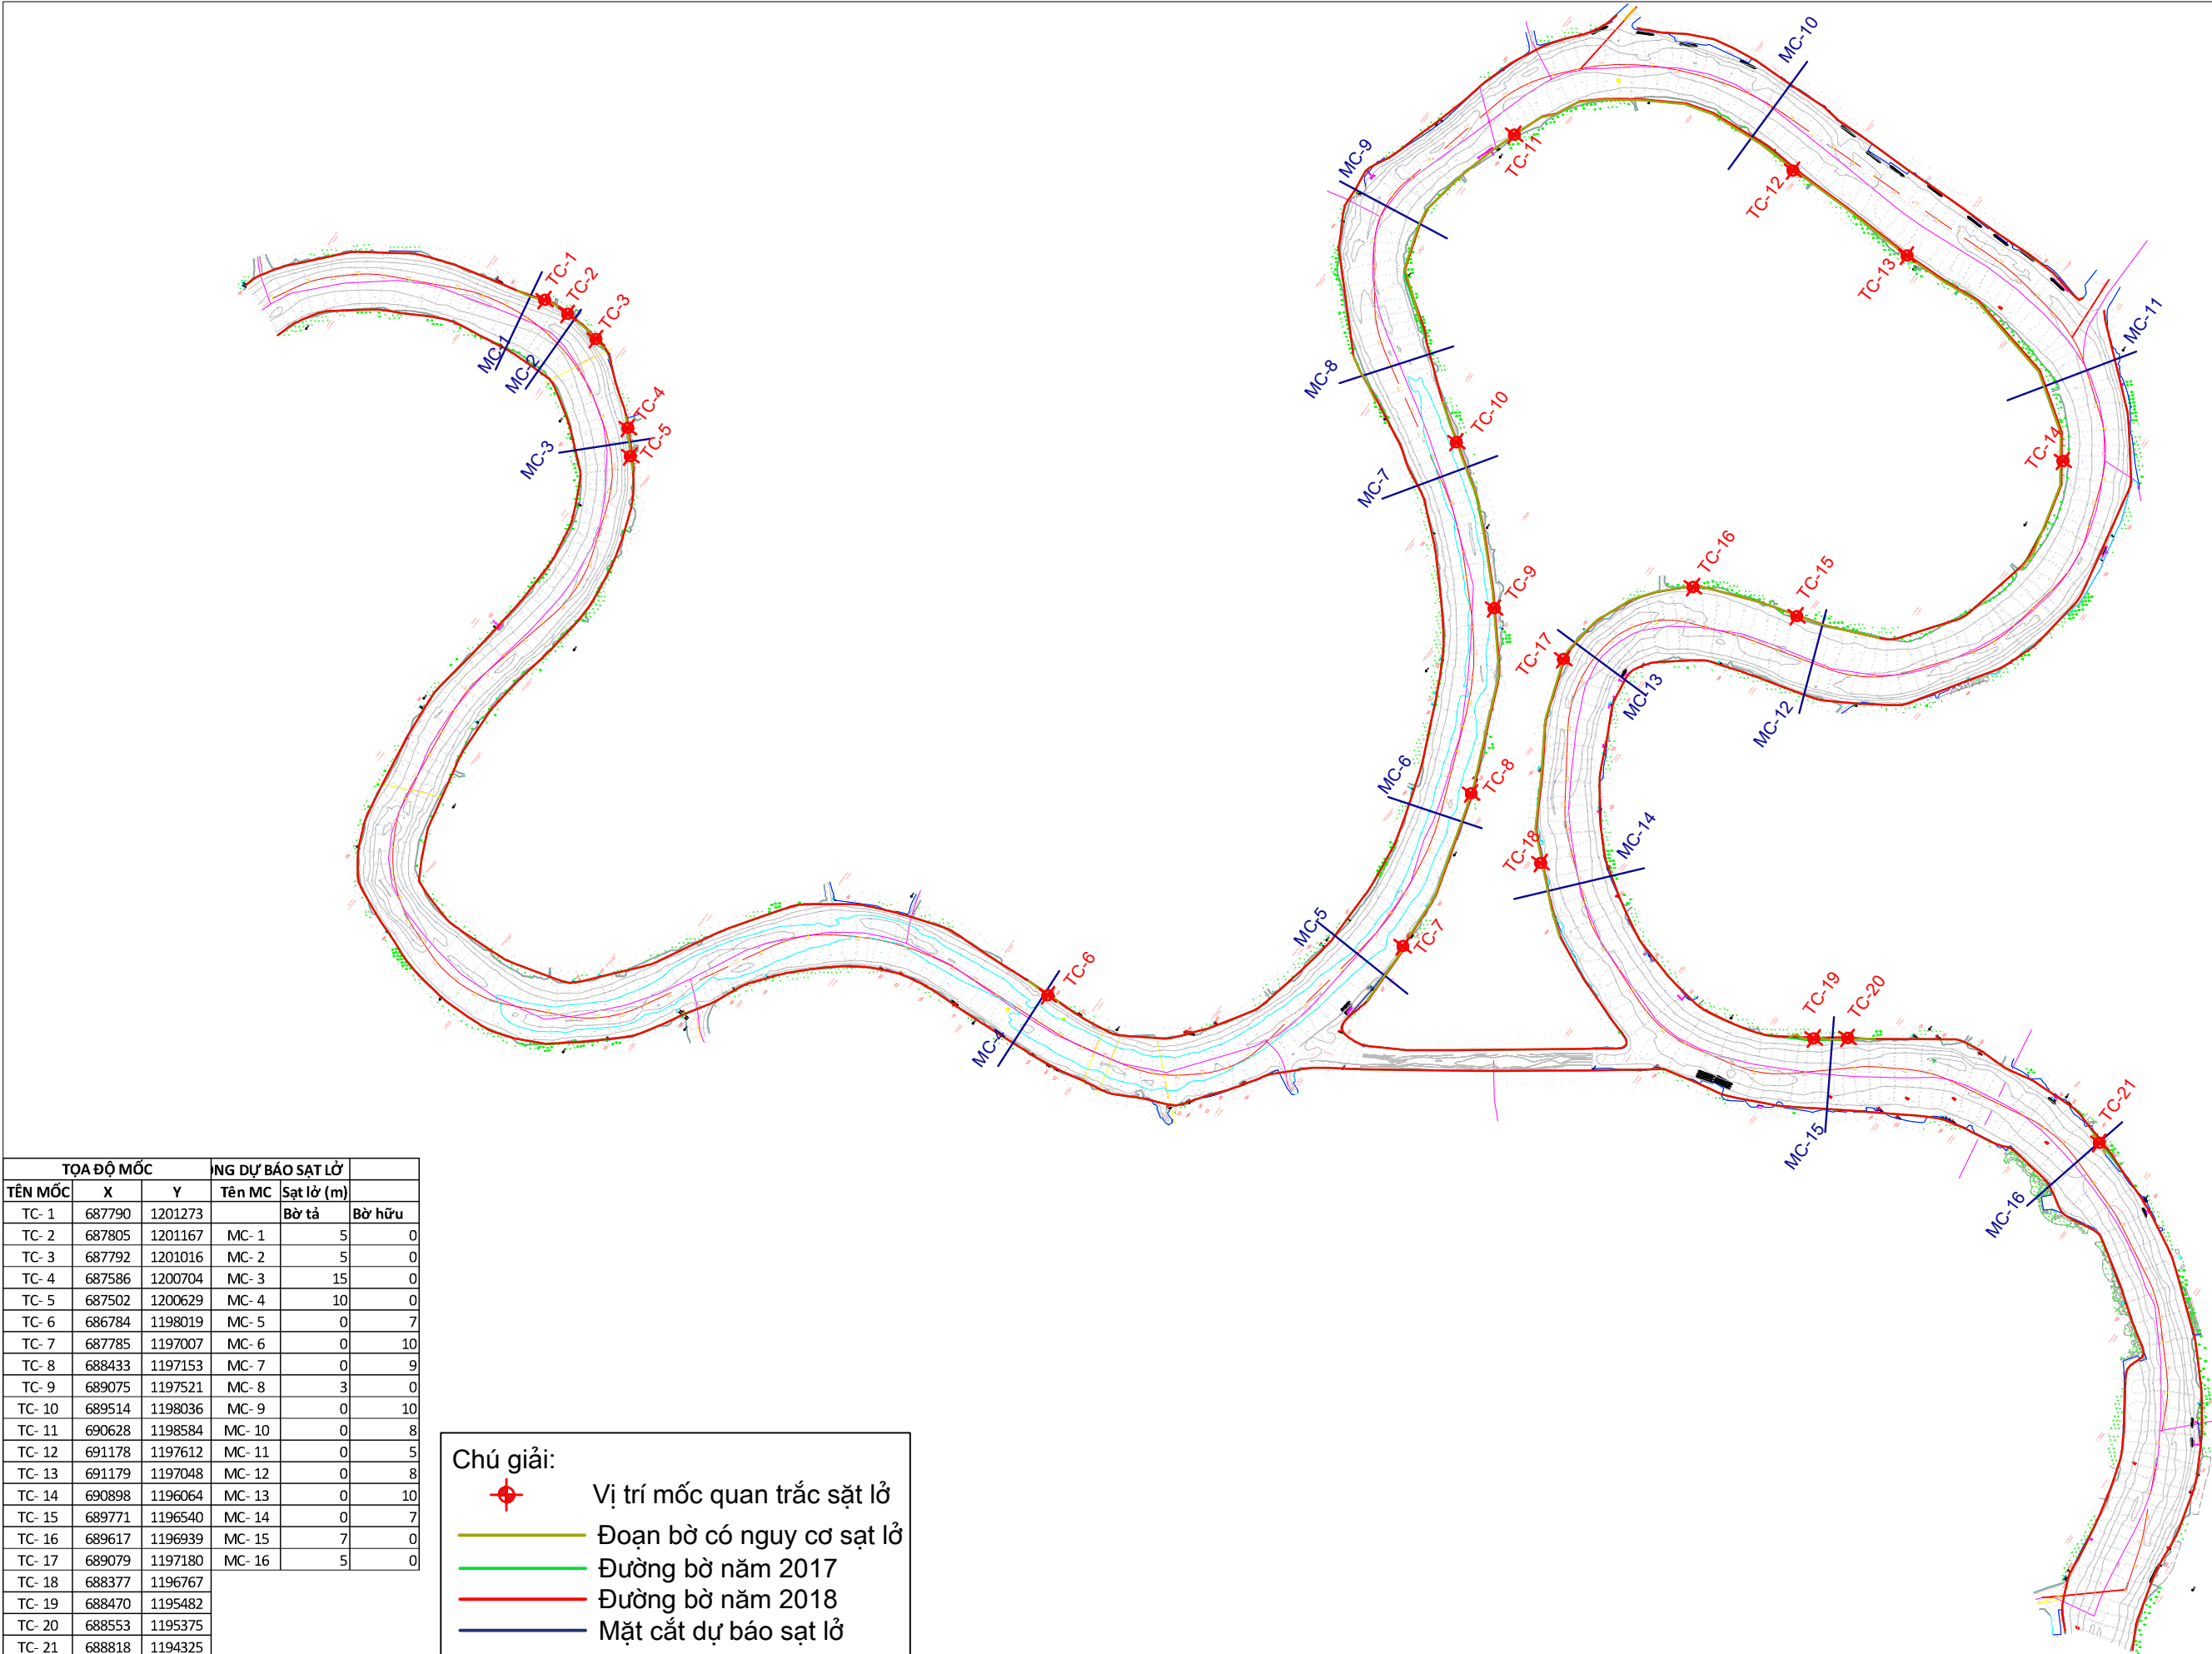 MC-10
MC-9
TC-11
TC-12
TC-13
TC-1
TC-2
TC-3
MC-1
MC-2
MC-11
MC-8
TC-4
TC-5
MC-3
TC-10
TC-14
MC-7
TC-16
TC-15
TC-9
TC-17
MC-13
MC-12
MC-6
TC-8
TC-18
MC-14
MC-5
TC-7
TC-6
MC-4
TC-19
TC-20
TC-21
MC-15
MC-16
TỌA ĐỘ MỐC NG DỰ BÁO SẠT LỞ
TÊN MỐC X Y Tên MC Sạt lở (m)
TC- 1 687790 1201273 Bờ tả Bờ hữu
TC- 2 687805 1201167 MC- 1 5 0
TC- 3 687792 1201016 MC- 2 5 0
TC- 4 687586 1200704 MC- 3 15 0
TC- 5 687502 1200629 MC- 4 10 0
TC- 6 686784 1198019 MC- 5 0 7
TC- 7 687785 1197007 MC- 6 0 10
TC- 8 688433 1197153 MC- 7 0 9
TC- 9 689075 1197521 MC- 8 3 0
TC- 10 689514 1198036 MC- 9 0 10
TC- 11 690628 1198584 MC- 10 0 8
TC- 12 691178 1197612 MC- 11 0 5
TC- 13 691179 1197048 MC- 12 0 8
TC- 14 690898 1196064 MC- 13 0 10
TC- 15 689771 1196540 MC- 14 0 7
TC- 16 689617 1196939 MC- 15 7 0
TC- 17 689079 1197180 MC- 16 5 0
TC- 18 688377 1196767
TC- 19 688470 1195482
TC- 20 688553 1195375
TC- 21 688818 1194325
Chú giải:
Vị trí mốc quan trắc sặt lở
Đoạn bờ có nguy cơ sạt lở
Đường bờ năm 2017
Đường bờ năm 2018
Mặt cắt dự báo sạt lở